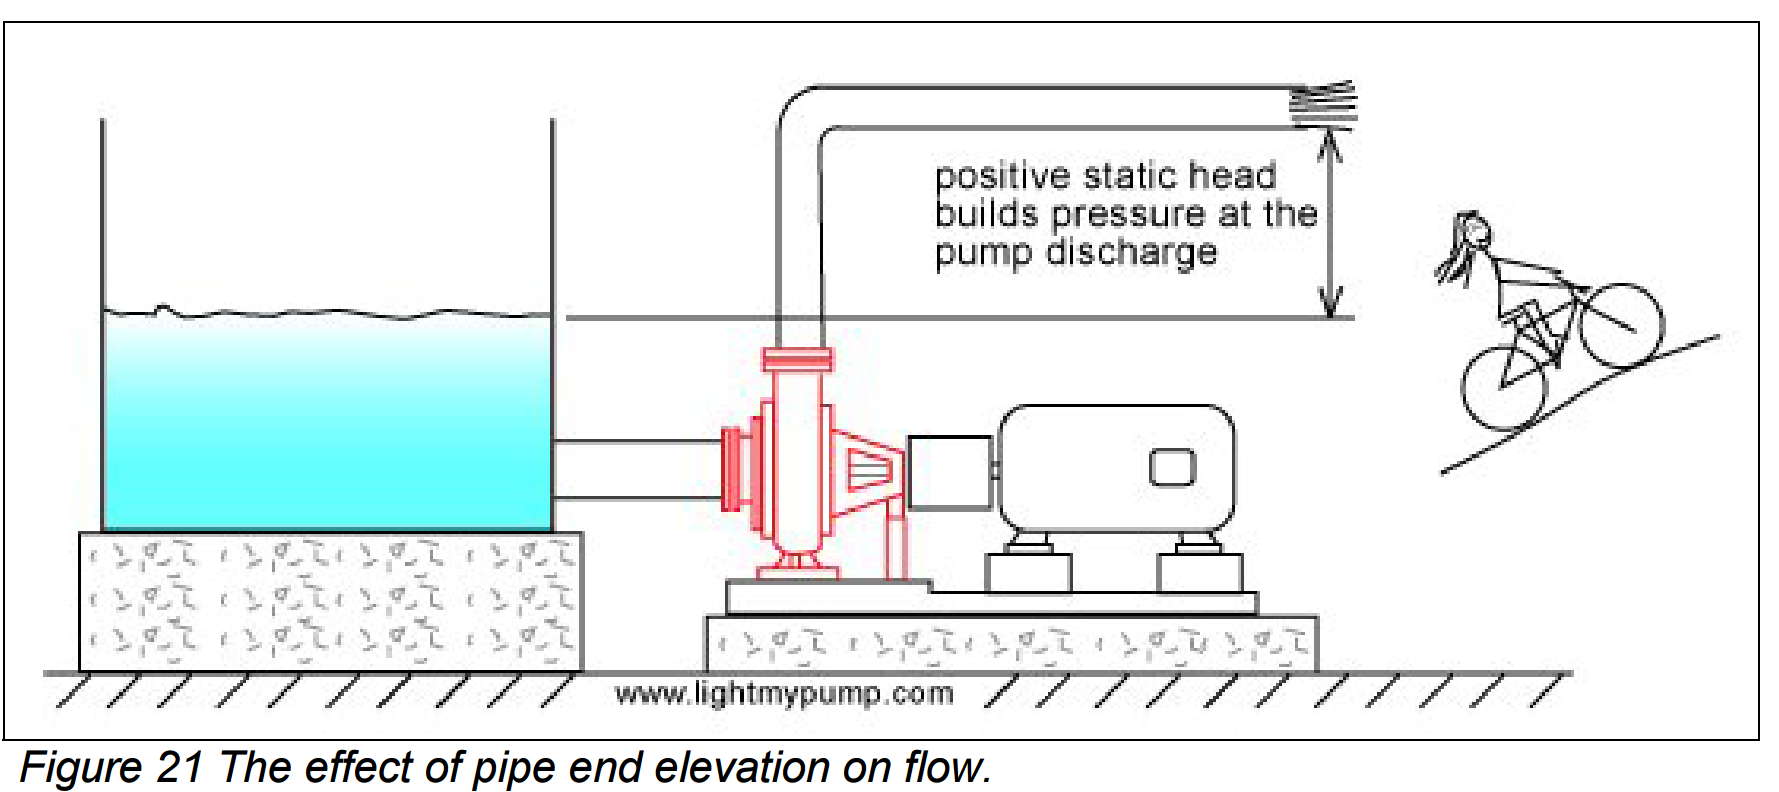 positive static head
builds pressure at the
pump discharge
www.lightmypump.com
Figure 21 The effect of pipe end elevation on flow.